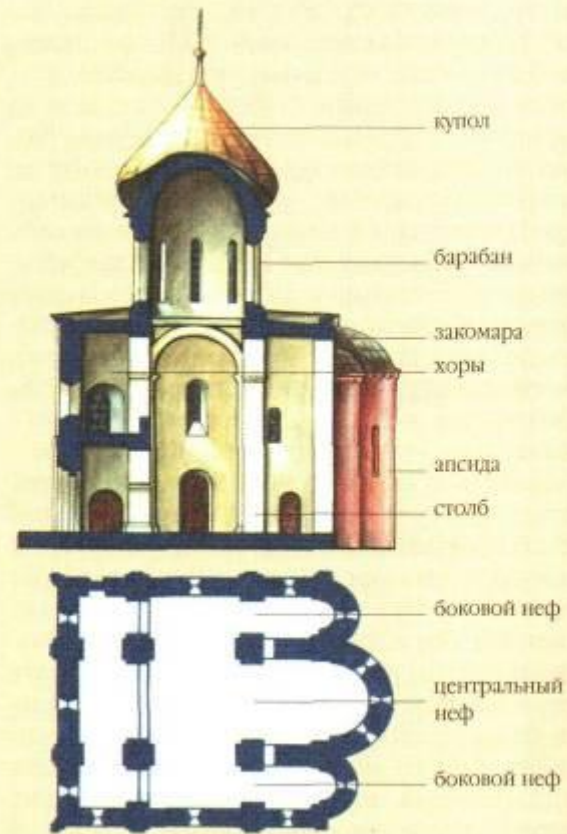 купол
барабан
закомара
хоры
апсида
столб
боковой неф
центральный
неф
боковой неф